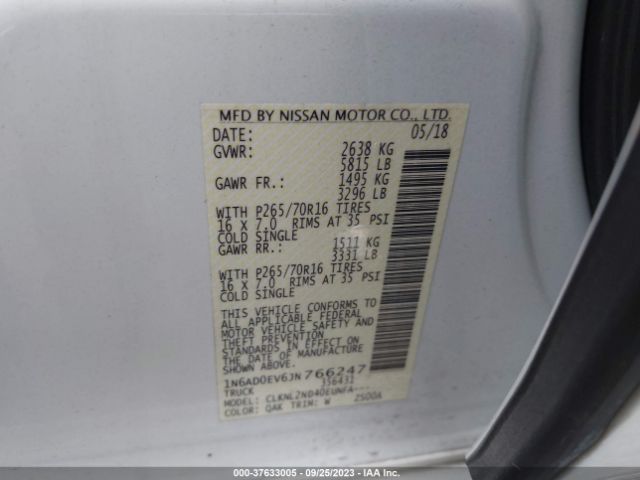 MFD BY NISSAN MOTOR CO., LTD.
DATE: 05/18
GVWR: 2638 KG
5815 LB
GAWR FR.: 1495 KG
3296 LB
WITH P265/70R16 TIRES
16 X 7.0 RIMS AT 35 PSI
COLD SINGLE
GAWR RR.: 1511 KG
3331 LB
WITH P265/70R16 TIRES
16 X 7.0 RIMS AT 35 PSI
COLD SINGLE
THIS VEHICLE CONFORMS TO
ALL APPLICABLE FEDERAL
MOTOR VEHICLE SAFETY AND
THEFT PREVENTION
STANDARDS IN EFFECT ON
THE DATE OF MANUFACTURE
SHOWN ABOVE.
1N6AD0EV6JN766247
TRUCK 356431
MODEL: CLKNL2ND40EUNFA---
COLOR: QAK TRIM: W 2S00A
000-37633005 - 09/25/2023 - IAA Inc.